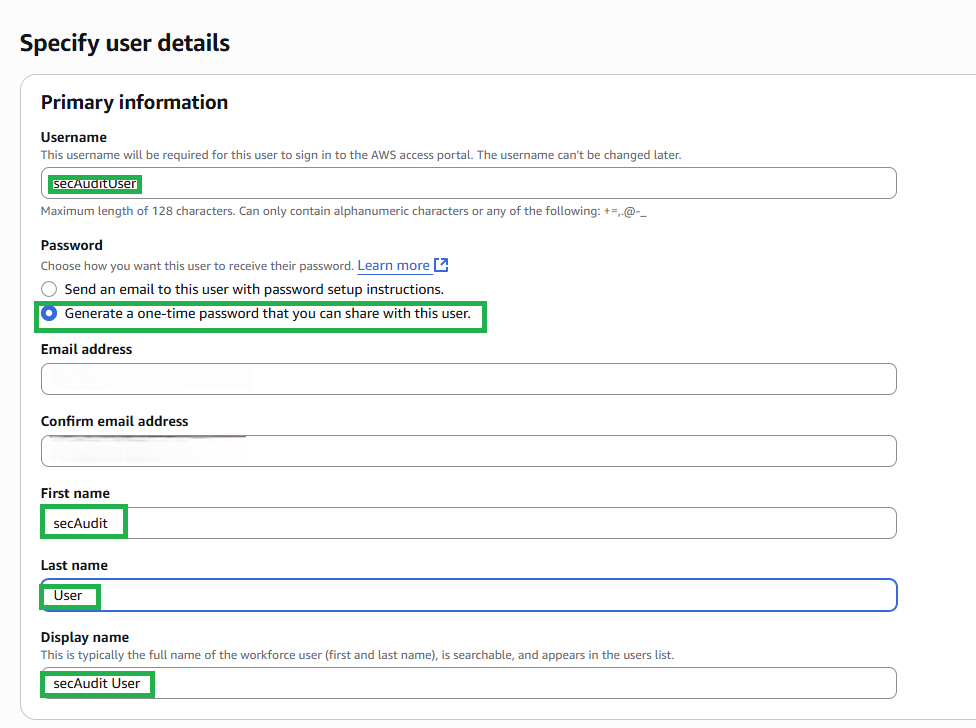 Specify user details
Primary information
Username
This username will be required for this user to sign in to the AWS access portal. The username can't be changed later.
secAuditUser
Maximum length of 128 characters. Can only contain alphanumeric characters or any of the following: +=,.@-_
Password
Choose how you want this user to receive their password. Learn more
Send an email to this user with password setup instructions.
Generate a one-time password that you can share with this user.
Email address
Confirm email address
First name
secAudit
Last name
User
Display name
This is typically the full name of the workforce user (first and last name), is searchable, and appears in the users list.
secAudit User